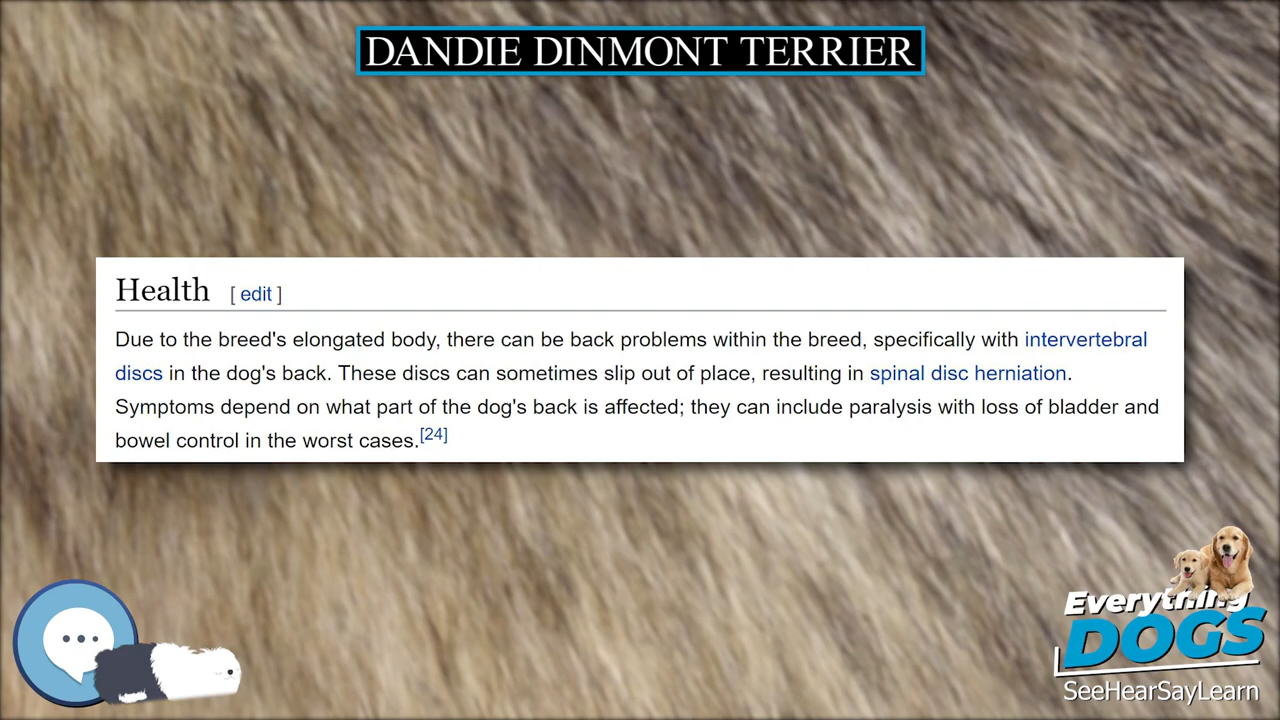 DANDIE DINMONT TERRIER
Health [ edit ]
Due to the breed's elongated body, there can be back problems within the breed, specifically with intervertebral
discs in the dog's back. These discs can sometimes slip out of place, resulting in spinal disc herniation.
Symptoms depend on what part of the dog's back is affected; they can include paralysis with loss of bladder and
bowel control in the worst cases.[24]
Everything
DOGS
SeeHearSayLearn